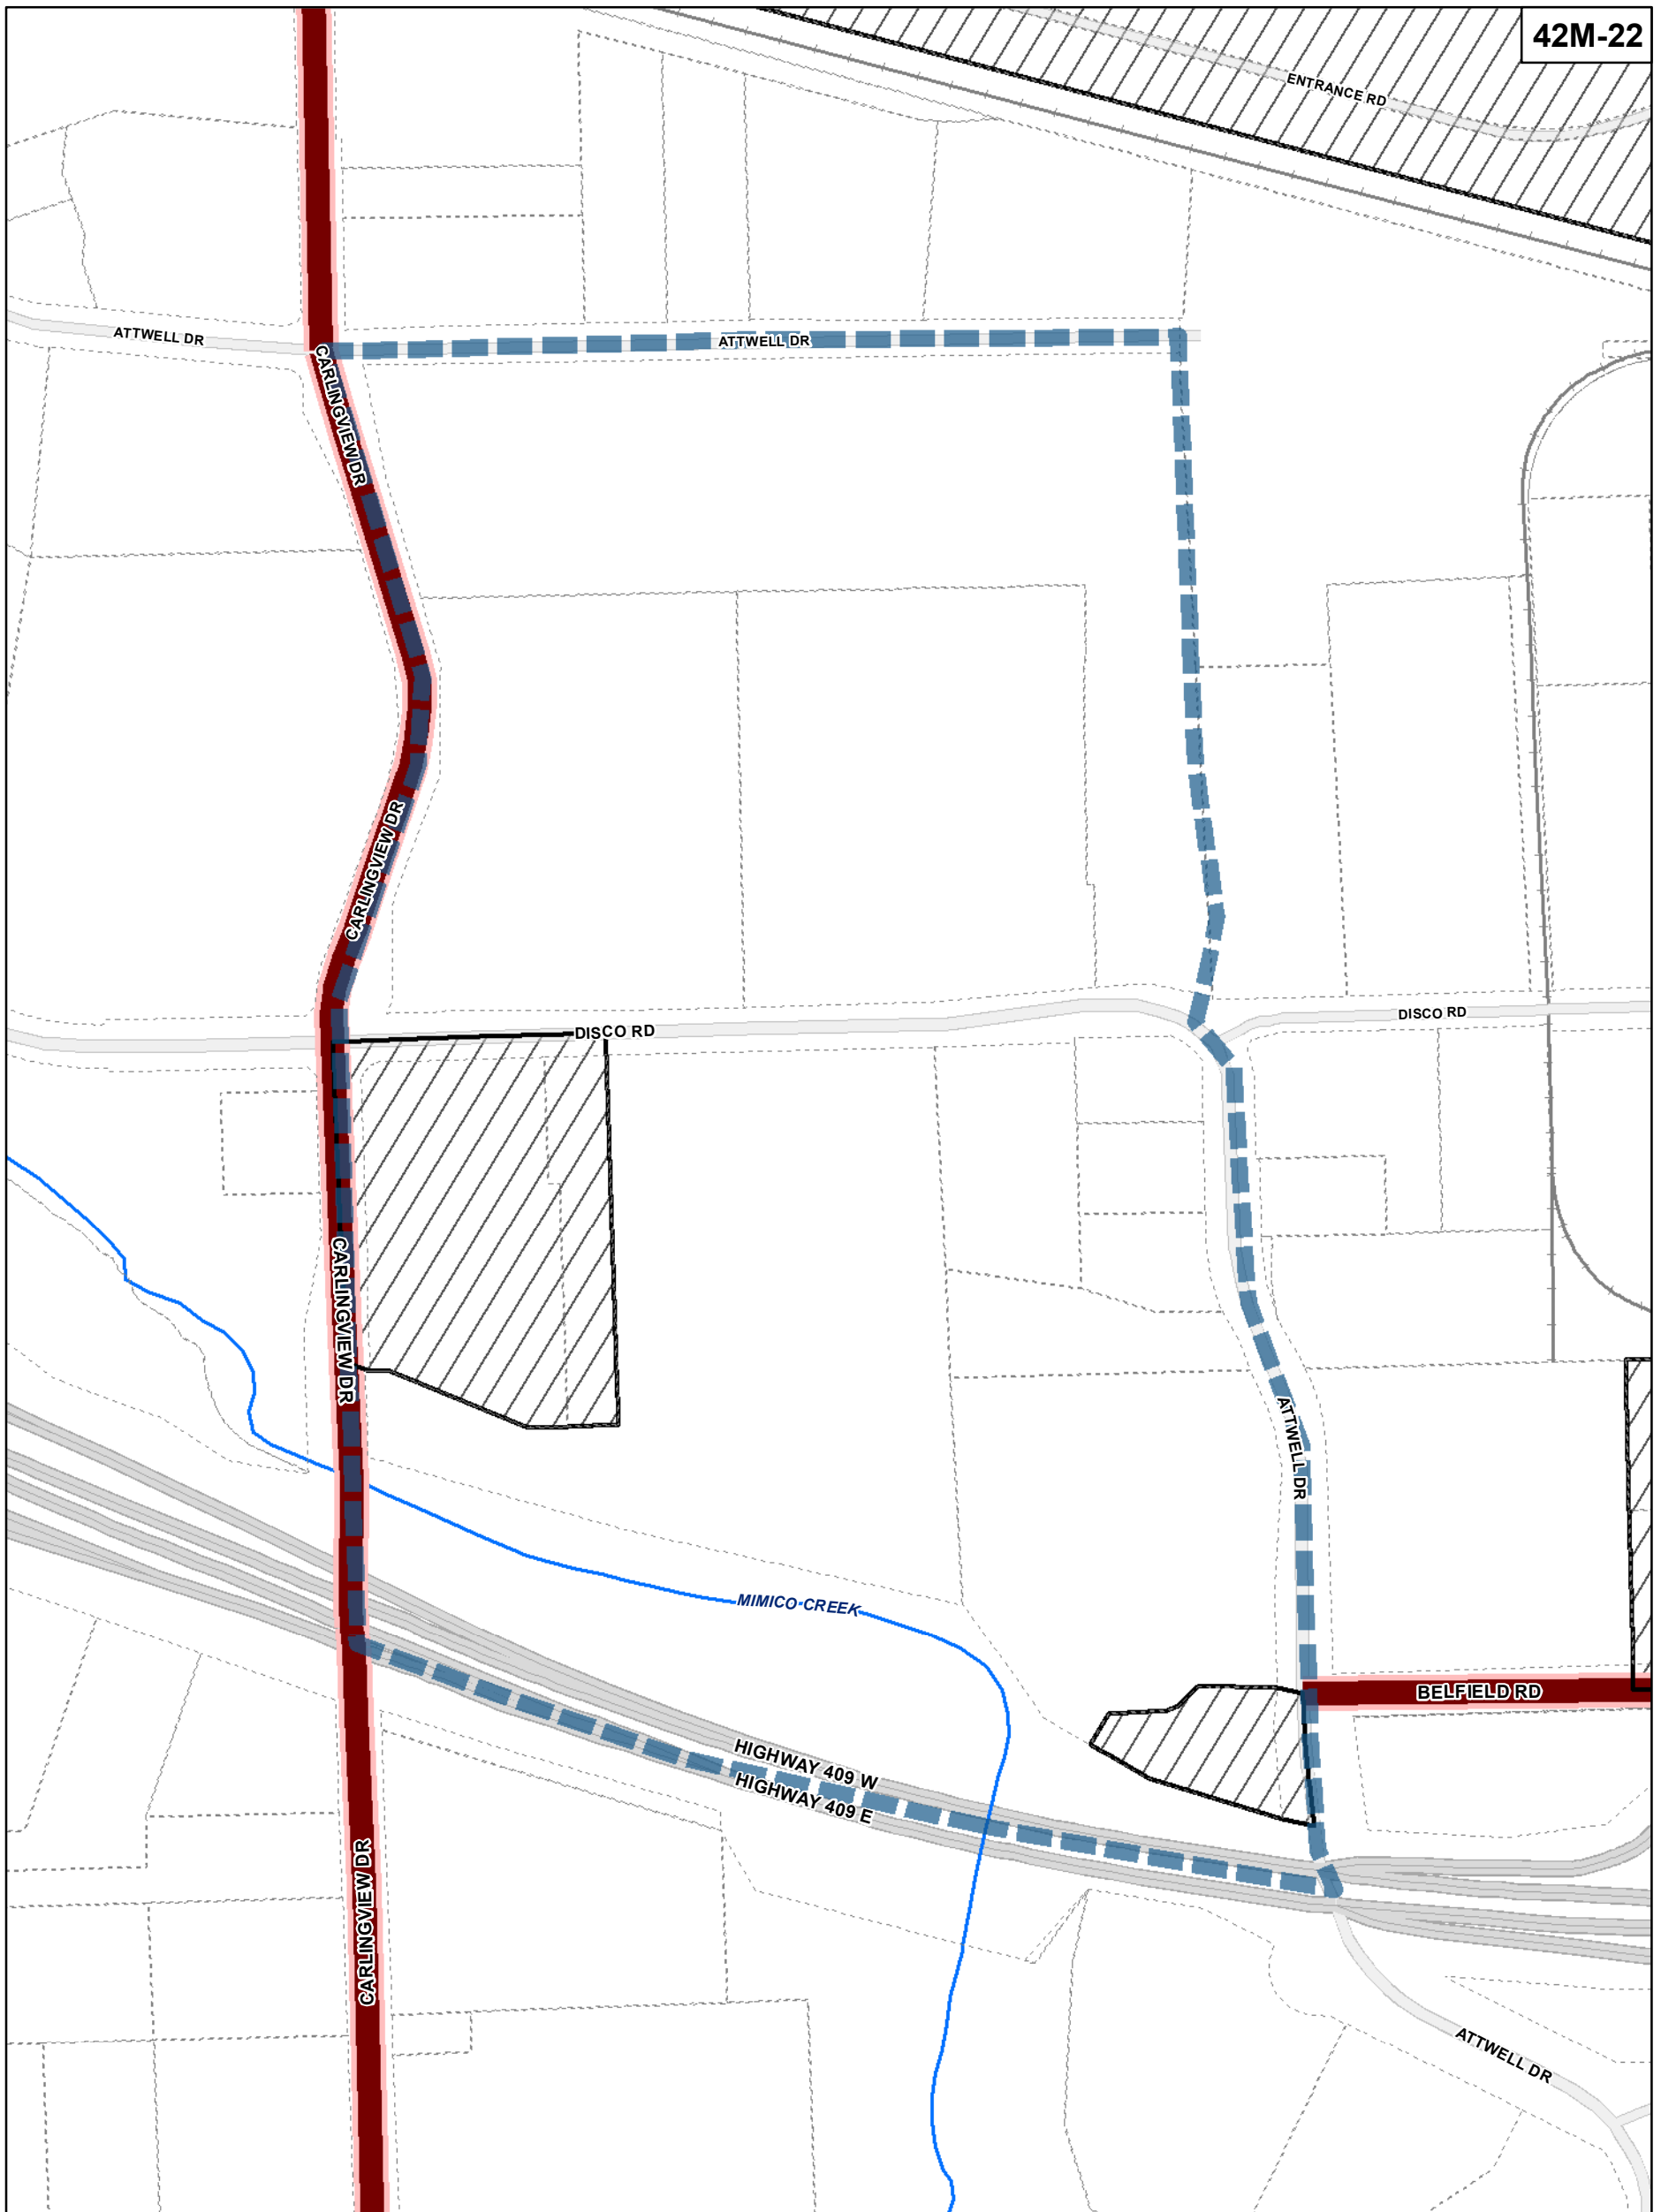 42M-22
ENTRANCE RD
ATTWELL DR
ATTWELL DR
CARLINGVIEW DR
CARLINGVIEW DR
DISCO RD
DISCO RD
CARLINGVIEW DR
ATTWELL DR
MIMICO CREEK
BELFIELD RD
HIGHWAY 409 W
HIGHWAY 409 E
CARLINGVIEW DR
ATTWELL DR